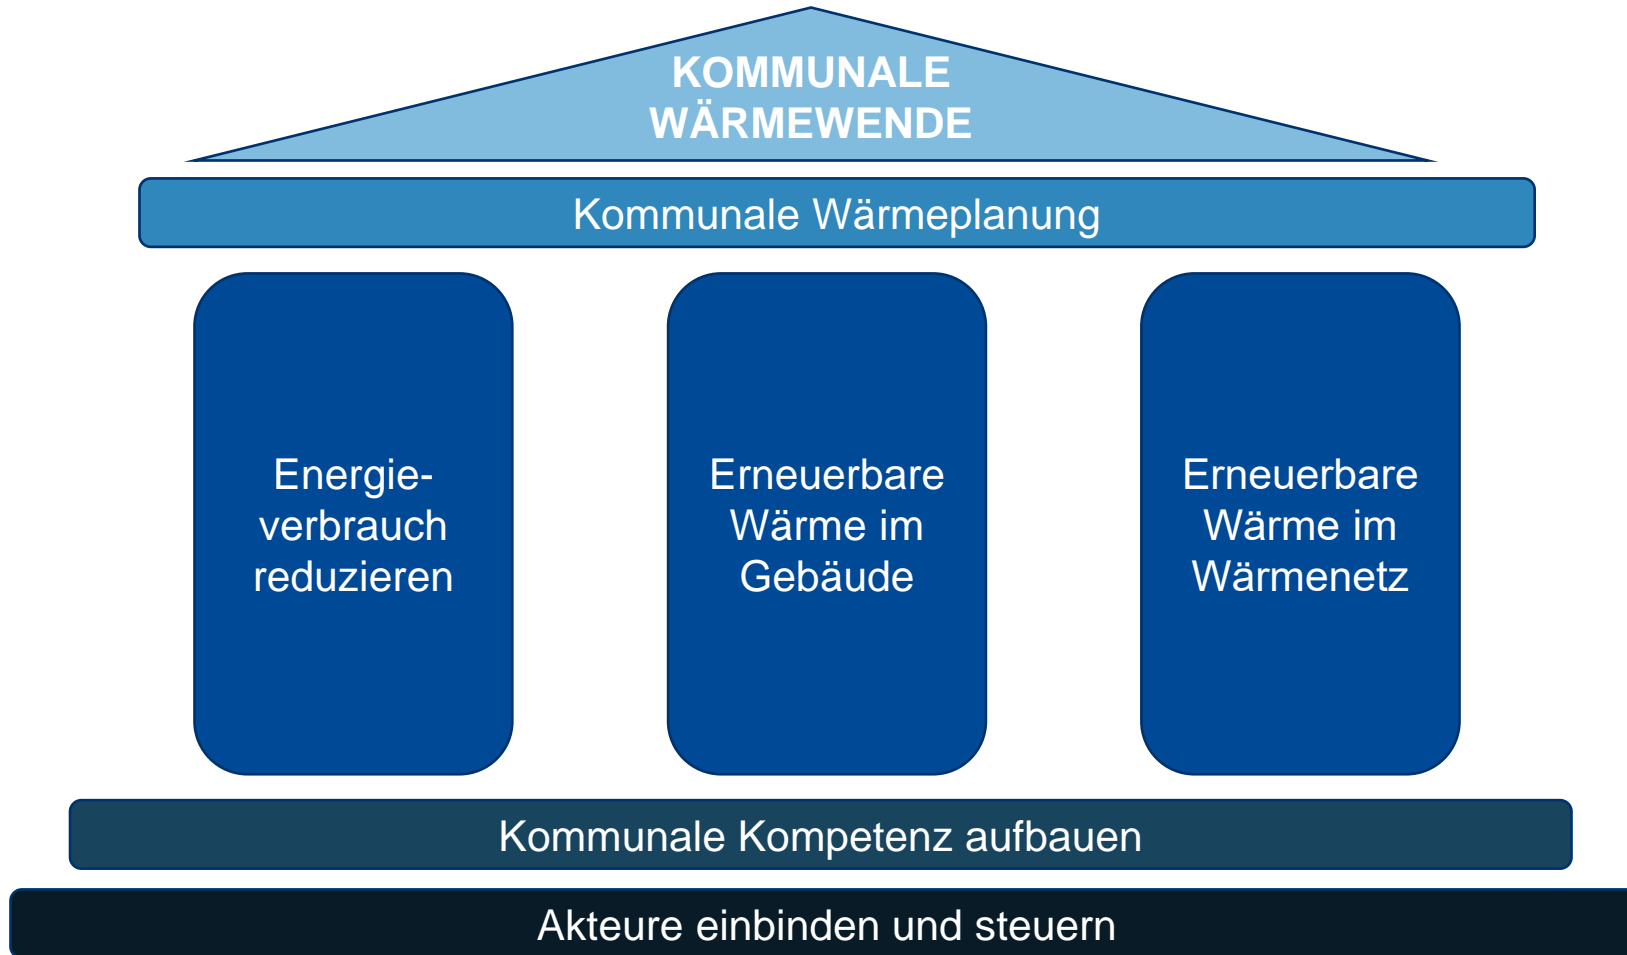 KOMMUNALE
WÄRMEWENDE
Kommunale Wärmeplanung
Energie-
verbrauch
reduzieren
Erneuerbare
Wärme im
Gebäude
Erneuerbare
Wärme im
Wärmenetz
Kommunale Kompetenz aufbauen
Akteure einbinden und steuern